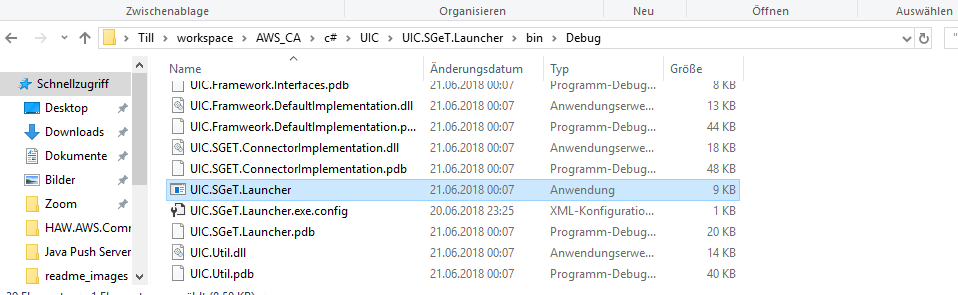 Zwischenablage Organisieren Neu Öffnen Auswählen
Till workspace AWS_CA c# UIC UIC.SGeT.Launcher bin Debug
Name Änderungsdatum Typ Größe
Schnellzugriff
Desktop
Downloads
Dokumente
Bilder
Zoom
HAW.AWS.Comm
Java Push Server
readme_images
UIC.Framework.Interfaces.pdb 21.06.2018 00:07 Programm-Debug... 8 KB
UIC.Framweork.DefaultImplementation.dll 21.06.2018 00:07 Anwendungserwe... 13 KB
UIC.Framweork.DefaultImplementation.p... 21.06.2018 00:07 Programm-Debug... 44 KB
UIC.SGET.ConnectorImplementation.dll 21.06.2018 00:07 Anwendungserwe... 18 KB
UIC.SGET.ConnectorImplementation.pdb 21.06.2018 00:07 Programm-Debug... 48 KB
UIC.SGeT.Launcher 21.06.2018 00:07 Anwendung 9 KB
UIC.SGeT.Launcher.exe.config 20.06.2018 23:25 XML-Konfiguratio... 1 KB
UIC.SGeT.Launcher.pdb 21.06.2018 00:07 Programm-Debug... 20 KB
UIC.Util.dll 21.06.2018 00:07 Anwendungserwe... 14 KB
UIC.Util.pdb 21.06.2018 00:07 Programm-Debug... 40 KB